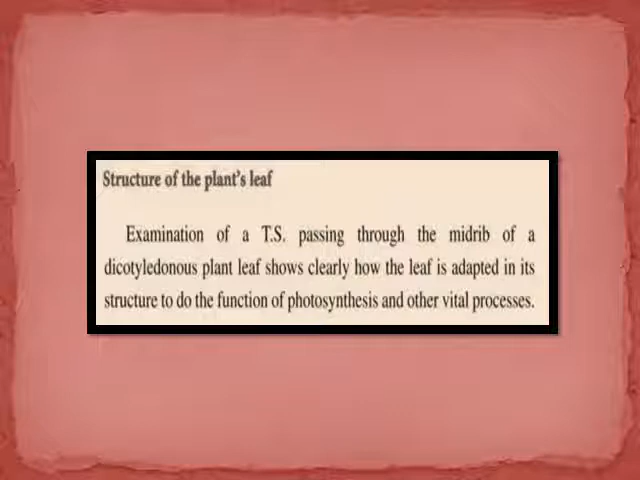 Structure of the plant's leaf
Examination of a T.S. passing through the midrib of a
dicotyledonous plant leaf shows clearly how the leaf is adapted in its
structure to do the function of photosynthesis and other vital processes.